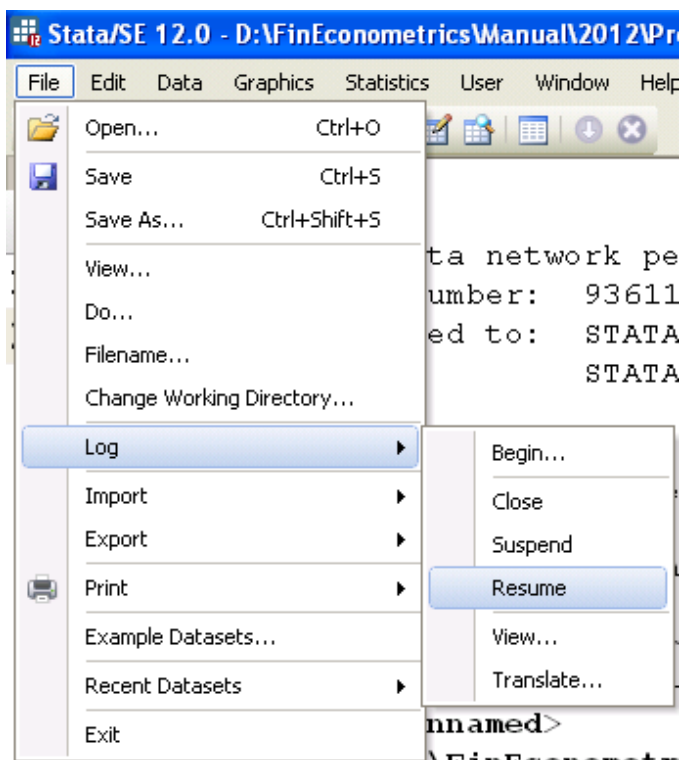 Stata/SE 12.0 - D:\FinEconometrics\Manual\2012\Pr
File Edit Data Graphics Statistics User Window Help
Open... Ctrl+O
Save Ctrl+S
Save As... Ctrl+Shift+S
View...
Do...
Filename...
Change Working Directory...
Log
Import
Export
Print
Example Datasets...
Recent Datasets
Exit
Begin...
Close
Suspend
Resume
View...
Translate...
ta network pe
umber: 93611
ed to: STATA
STATA
nnamed>
\FinEconometr